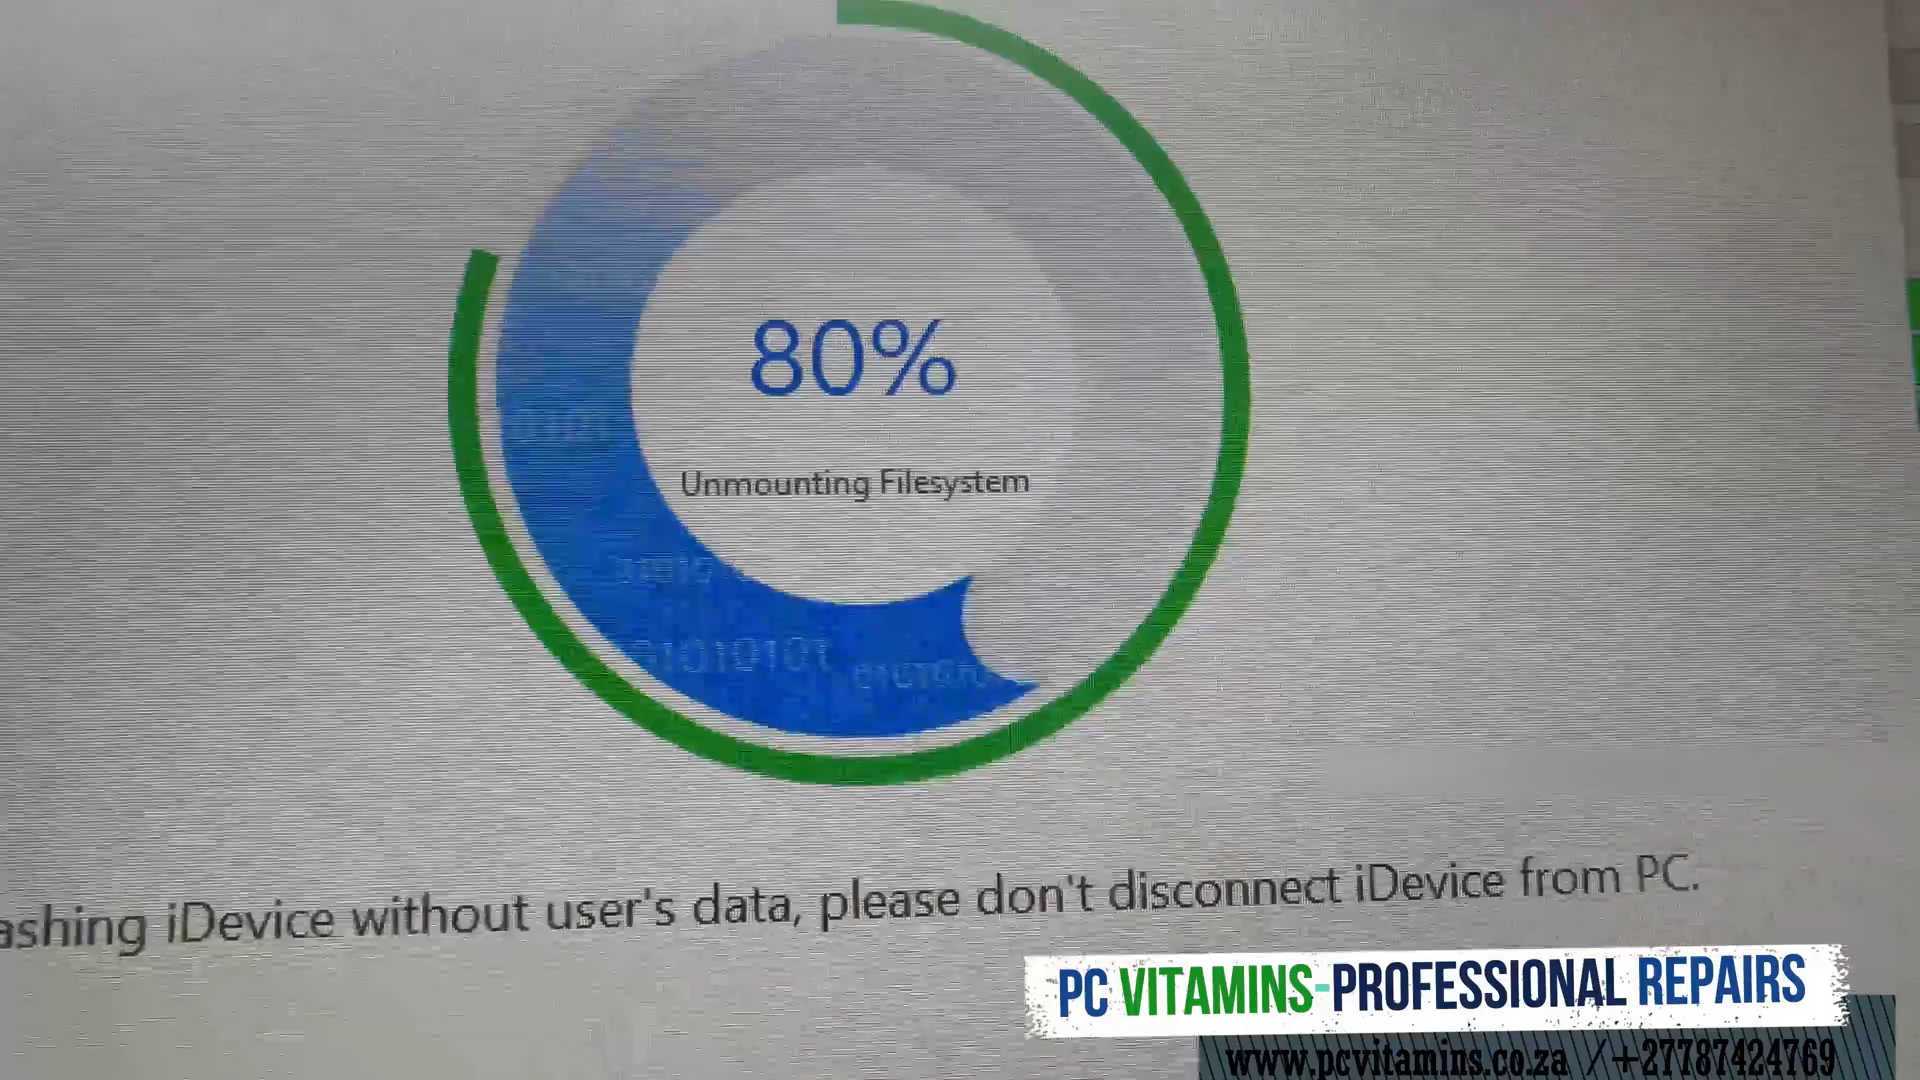 80%
Unmounting Filesystem
ashing iDevice without user's data, please don't disconnect iDevice from PC.
PC VITAMINS-PROFESSIONAL REPAIRS
www.pcvitamins.co.za /+27787424769